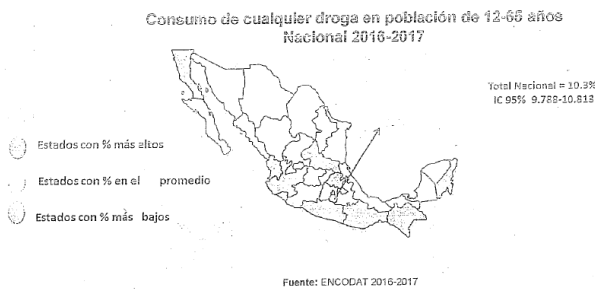 Consumo de cualquier droga en población de 12-65 años
Nacional 2016-2017
Total Nacional = 10.3%
IC 95% 9.788-10.813
Estados con % más altos
Estados con % en el promedio
Estados con % más bajos
Fuente: ENCODAT 2016-2017